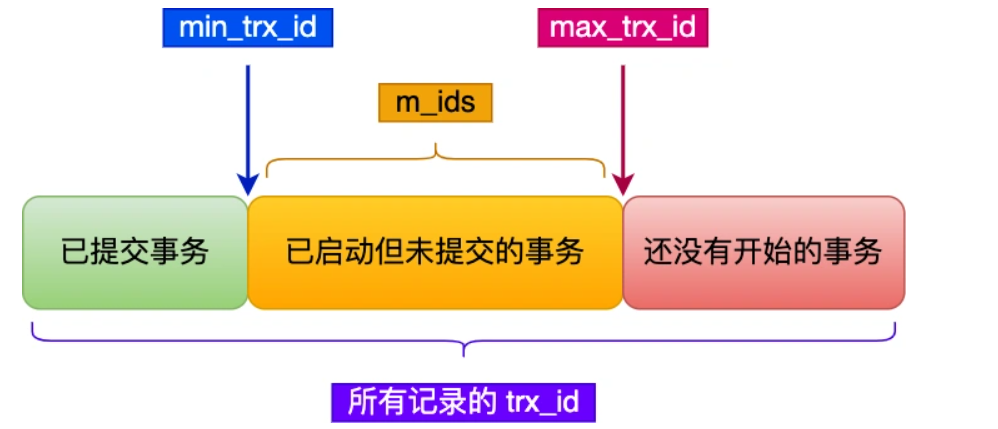 min_trx_id
max_trx_id
m_ids
已提交事务
已启动但未提交的事务
还没有开始的事务
所有记录的 trx_id